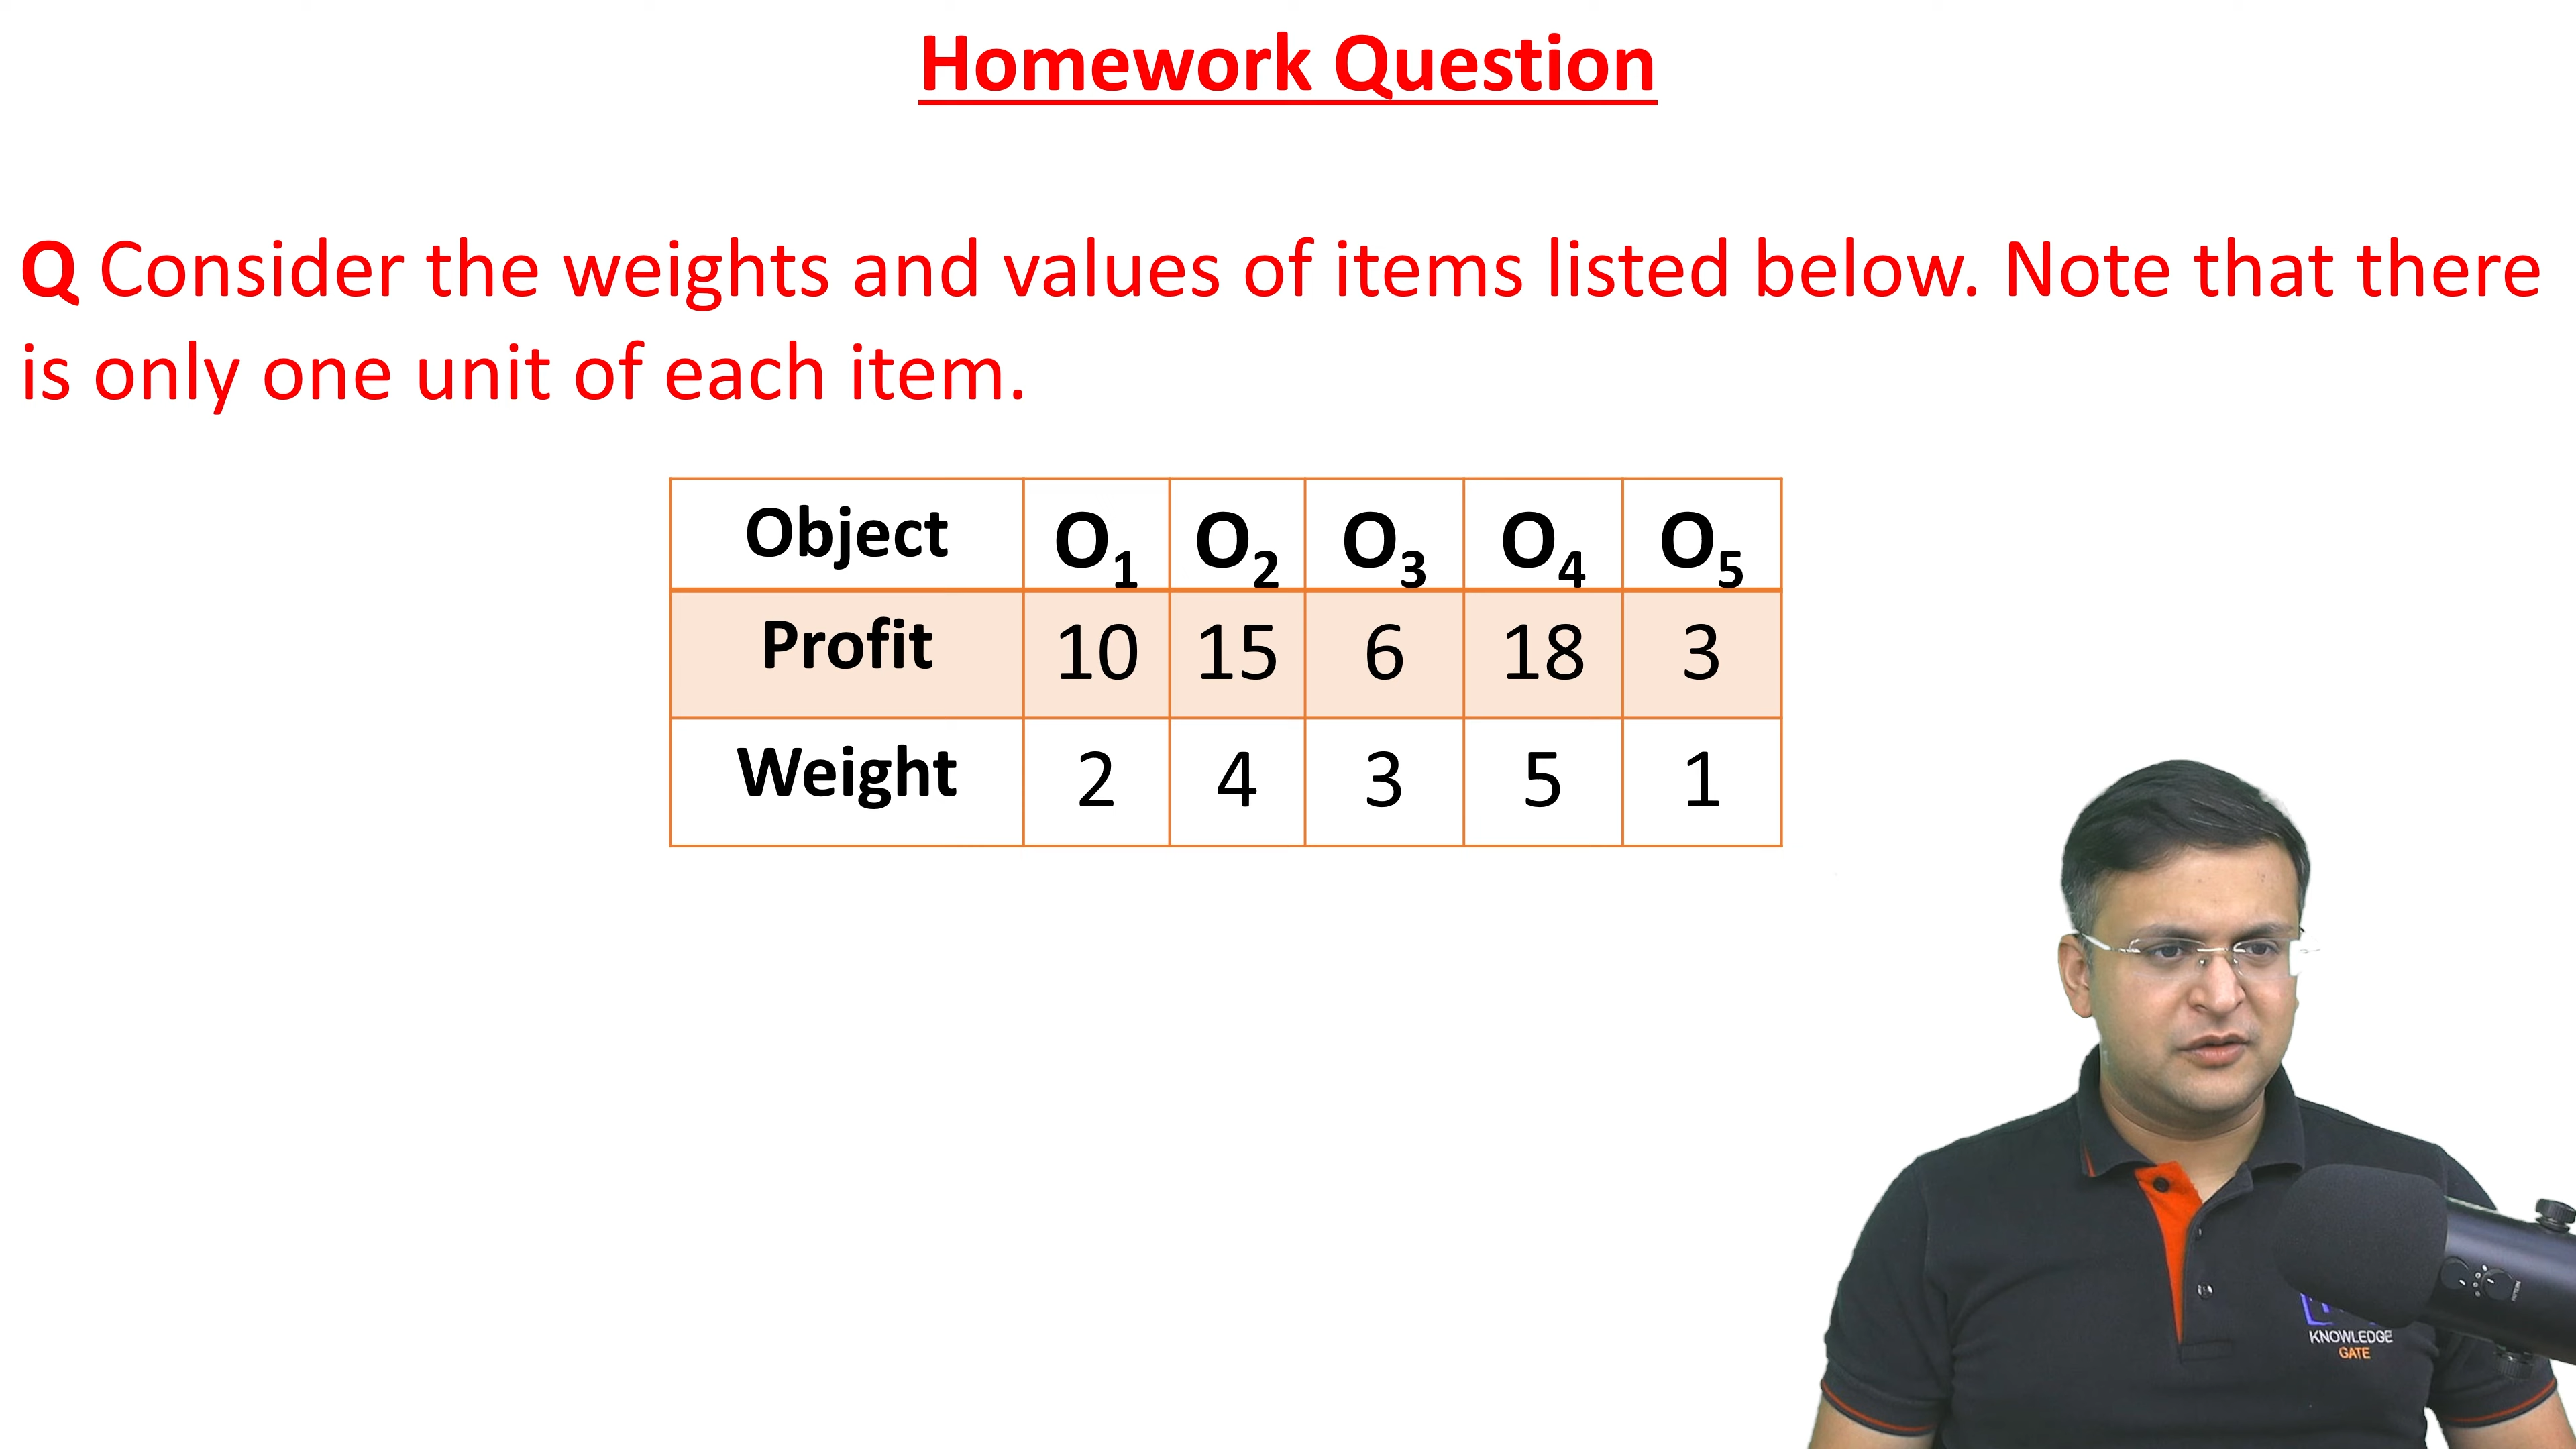 Homework Question
Q Consider the weights and values of items listed below. Note that there
is only one unit of each item.
Object O₁ O₂ O₃ O₄ O₅
Profit 10 15 6 18 3
Weight 2 4 3 5 1
KNOWLEDGE
GATE